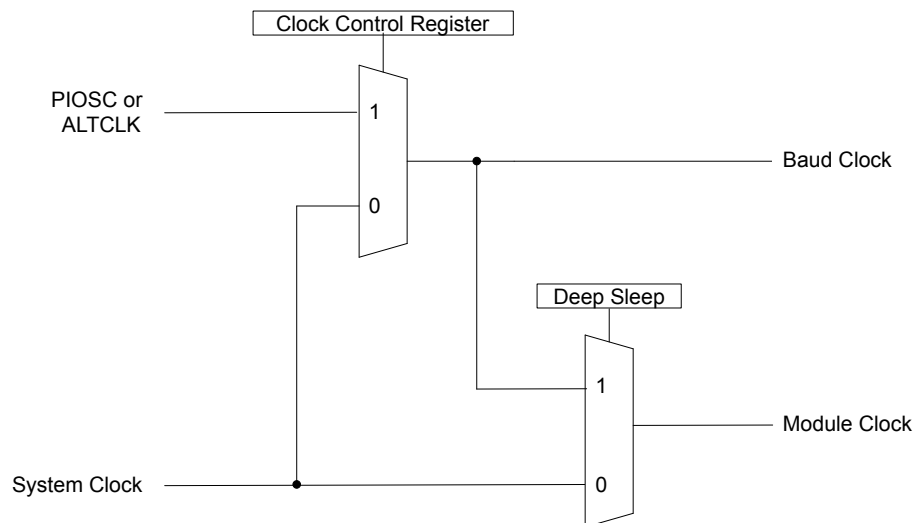 Clock Control Register
PIOSC or
ALTCLK
1
Baud Clock
0
Deep Sleep
1
Module Clock
System Clock
0